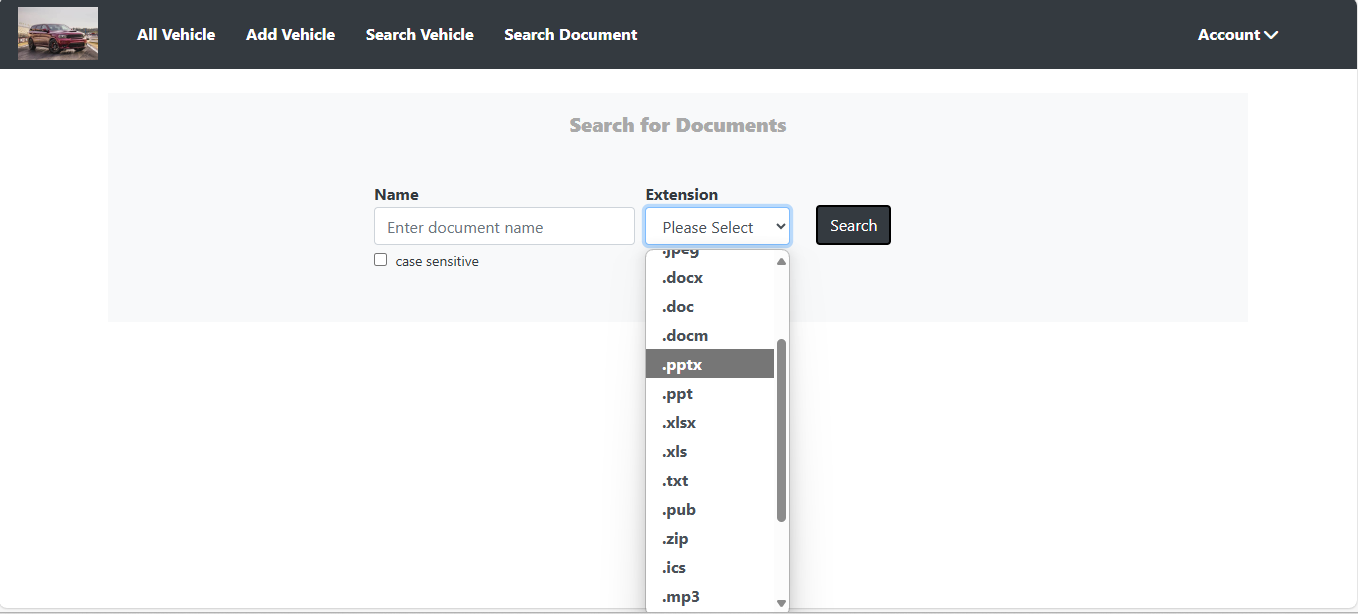 All Vehicle Add Vehicle Search Vehicle Search Document Account
Search for Documents
Name Extension
Enter document name Please Select Search
case sensitive
.jpeg
.docx
.doc
.docm
.pptx
.ppt
.xlsx
.xls
.txt
.pub
.zip
.ics
.mp3